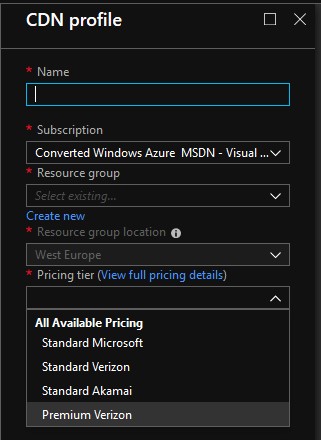 CDN profile
* Name
* Subscription
Converted Windows Azure MSDN - Visual ...
* Resource group
Select existing...
Create new
* Resource group location
West Europe
* Pricing tier (View full pricing details)
All Available Pricing
Standard Microsoft
Standard Verizon
Standard Akamai
Premium Verizon